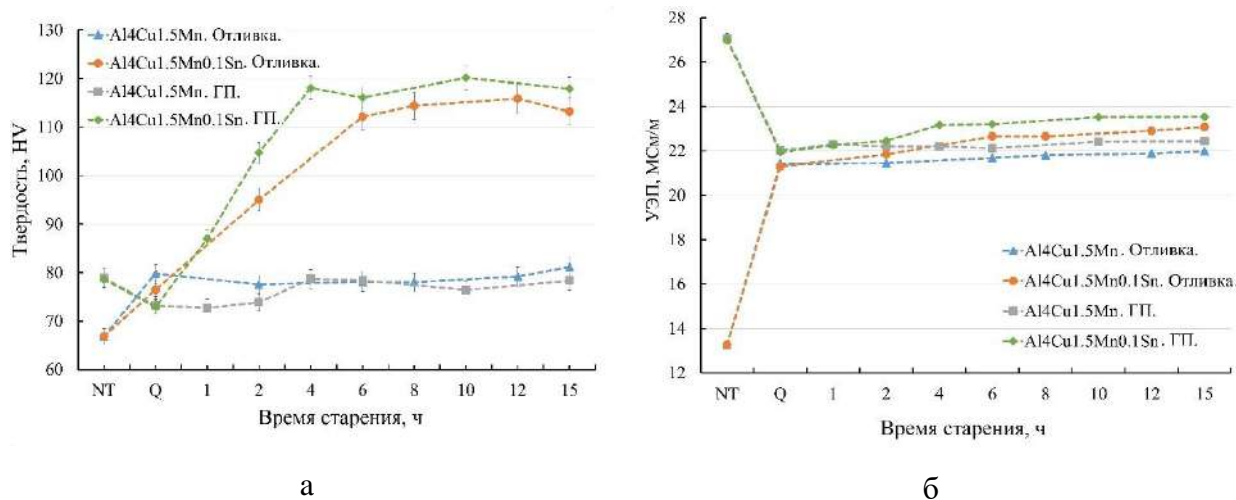 130
120
110
100
90
80
70
60
Твердость, HV
Al4Cu1.5Mn. Отливка.
Al4Cu1.5Mn0.1Sn. Отливка.
Al4Cu1.5Mn. ГП.
Al4Cu1.5Mn0.1Sn. ГП.
NT Q 1 2 4 6 8 10 12 15
Время старения, ч
а
28
26
24
22
20
18
16
14
12
УЭП, МСм/м
Al4Cu1.5Mn. Отливка.
Al4Cu1.5Mn0.1Sn. Отливка.
Al4Cu1.5Mn. ГП.
Al4Cu1.5Mn0.1Sn. ГП.
NT Q 1 2 4 6 8 10 12 15
Время старения, ч
б